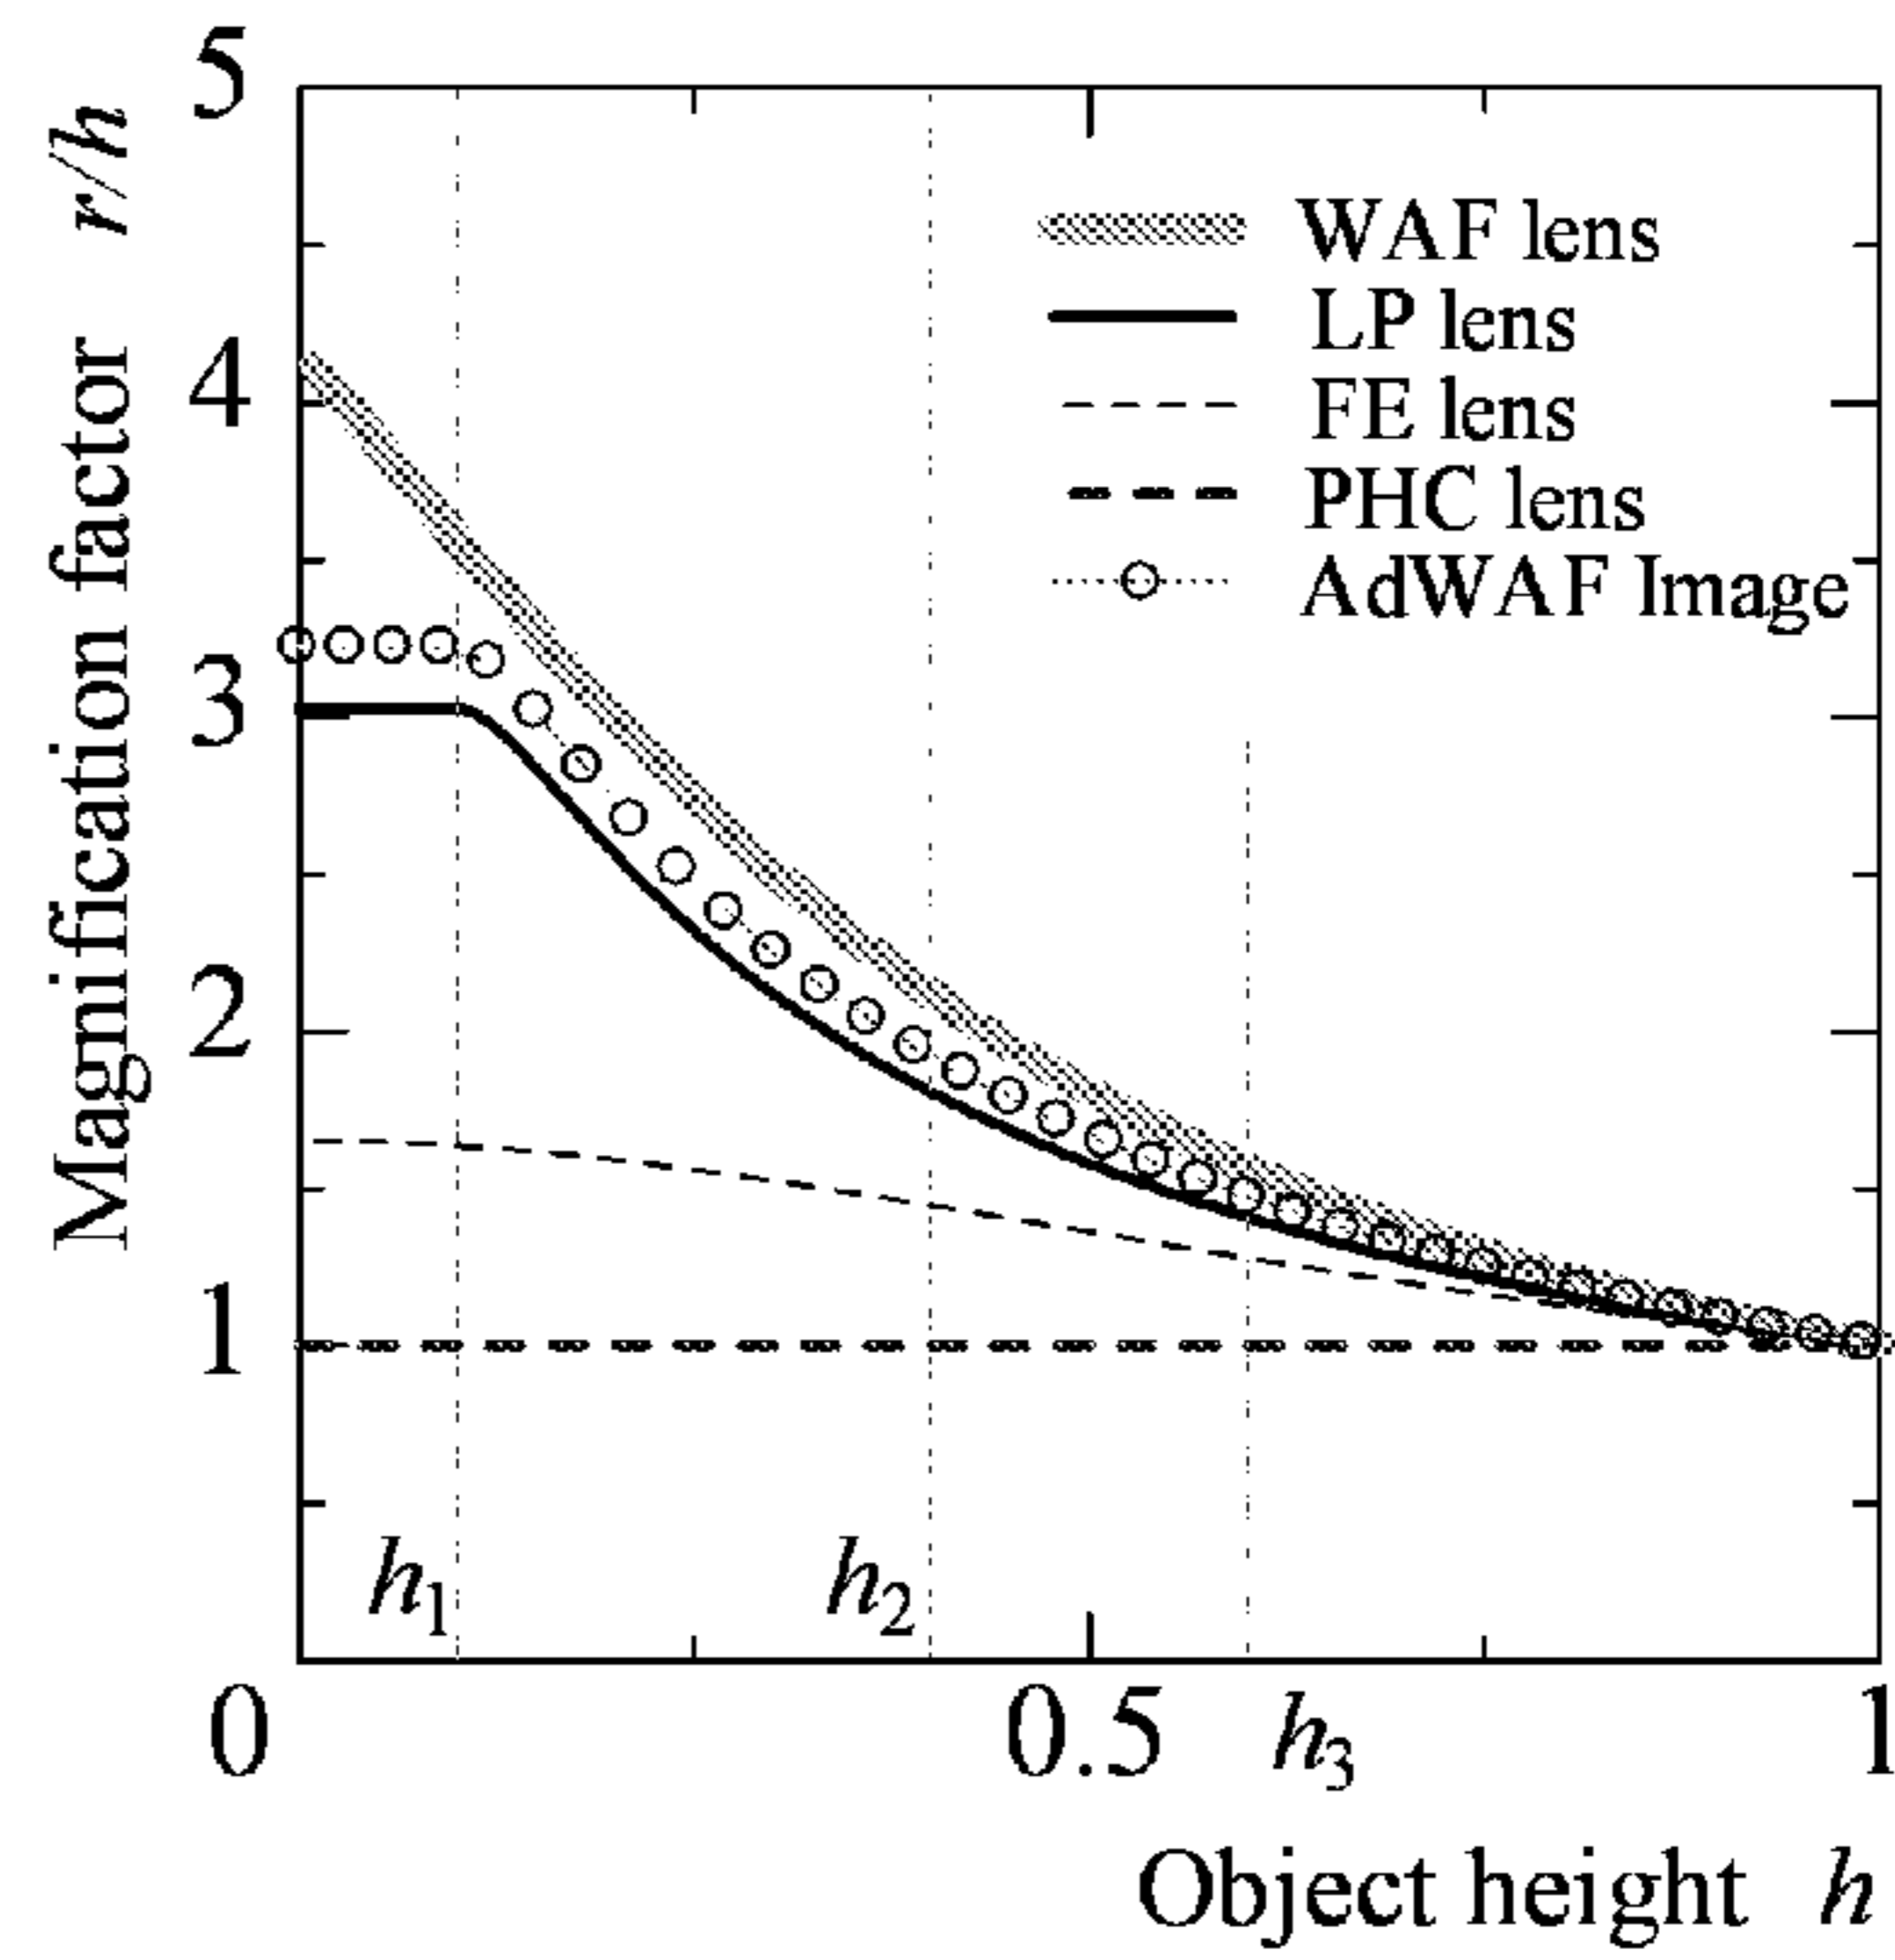 Magnification factor r/h
5
4
3
2
1
0
0.5
1
WAF lens
LP lens
FE lens
PHC lens
AdWAF Image
h1
h2
h3
Object height h